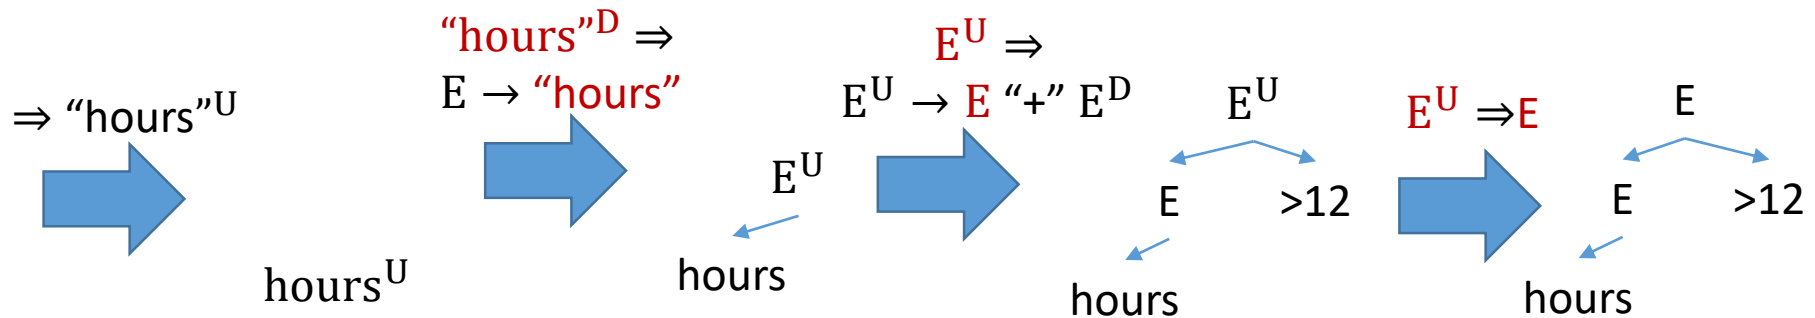 ⇒ “hours”ᵁ
hoursᵁ
“hours”ᴰ ⇒
E → “hours”
Eᵁ
hours
Eᵁ ⇒
Eᵁ → E “+” Eᴰ
Eᵁ
E >12
hours
Eᵁ ⇒E
E
E >12
hours